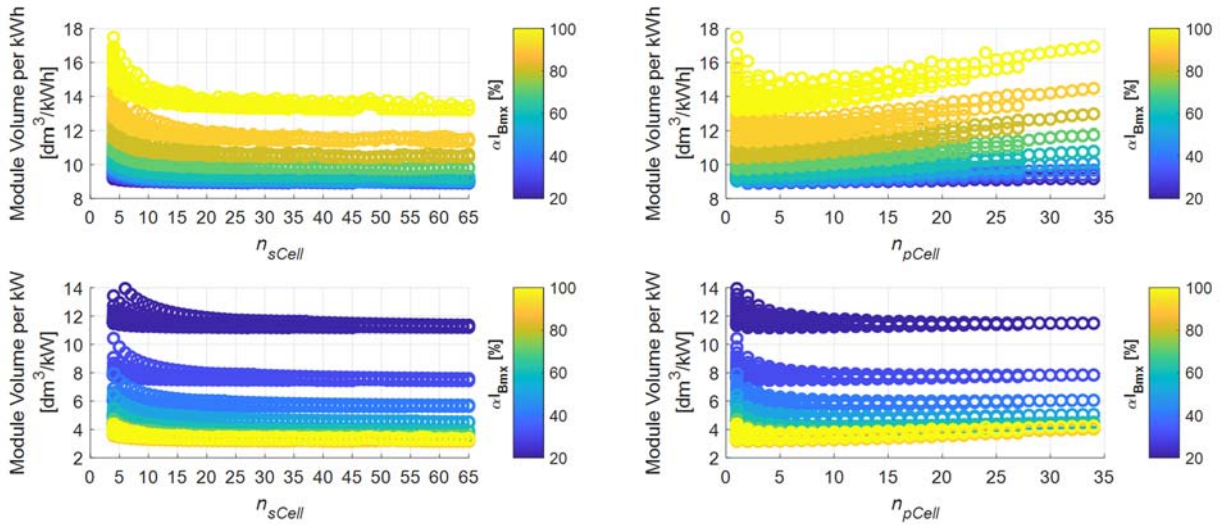 Module Volume per kWh
[dm³/kWh]
18
16
14
12
10
8
0 5 10 15 20 25 30 35 40 45 50 55 60 65
n_sCell
100
80
60
40
20
αI_Bmx [%]
Module Volume per kWh
[dm³/kWh]
18
16
14
12
10
8
0 5 10 15 20 25 30 35
n_pCell
100
80
60
40
20
αI_Bmx [%]
Module Volume per kW
[dm³/kW]
14
12
10
8
6
4
2
0 5 10 15 20 25 30 35 40 45 50 55 60 65
n_sCell
100
80
60
40
20
αI_Bmx [%]
Module Volume per kW
[dm³/kW]
14
12
10
8
6
4
2
0 5 10 15 20 25 30 35
n_pCell
100
80
60
40
20
αI_Bmx [%]